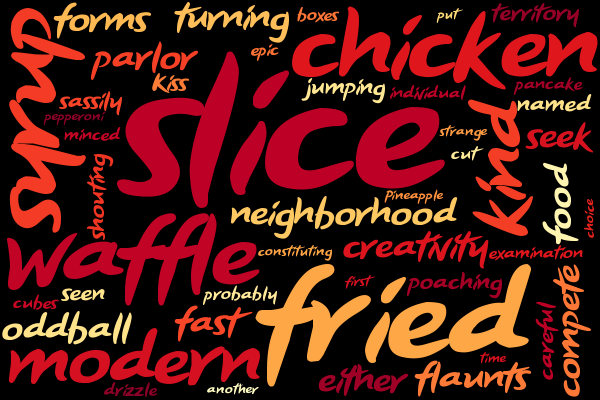 syrup
forms
turning
boxes
put
territory
parlor
epic
chicken
kiss
jumping
individual
pancake
sassily
named
pepperoni
minced
slice
strange
kind
seek
cut
shouting
Pineapple
food
choice
neighborhood
waffle
constituting
creativity
examination
cubes
seen
probably
first
poaching
compete
oddball
fast
fried
careful
modern
time
either
flaunts
drizzle
another